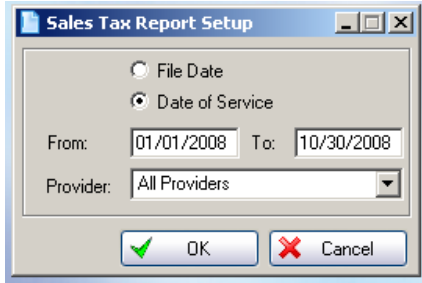 Sales Tax Report Setup
File Date
Date of Service
From: 01/01/2008 To: 10/30/2008
Provider: All Providers
OK Cancel